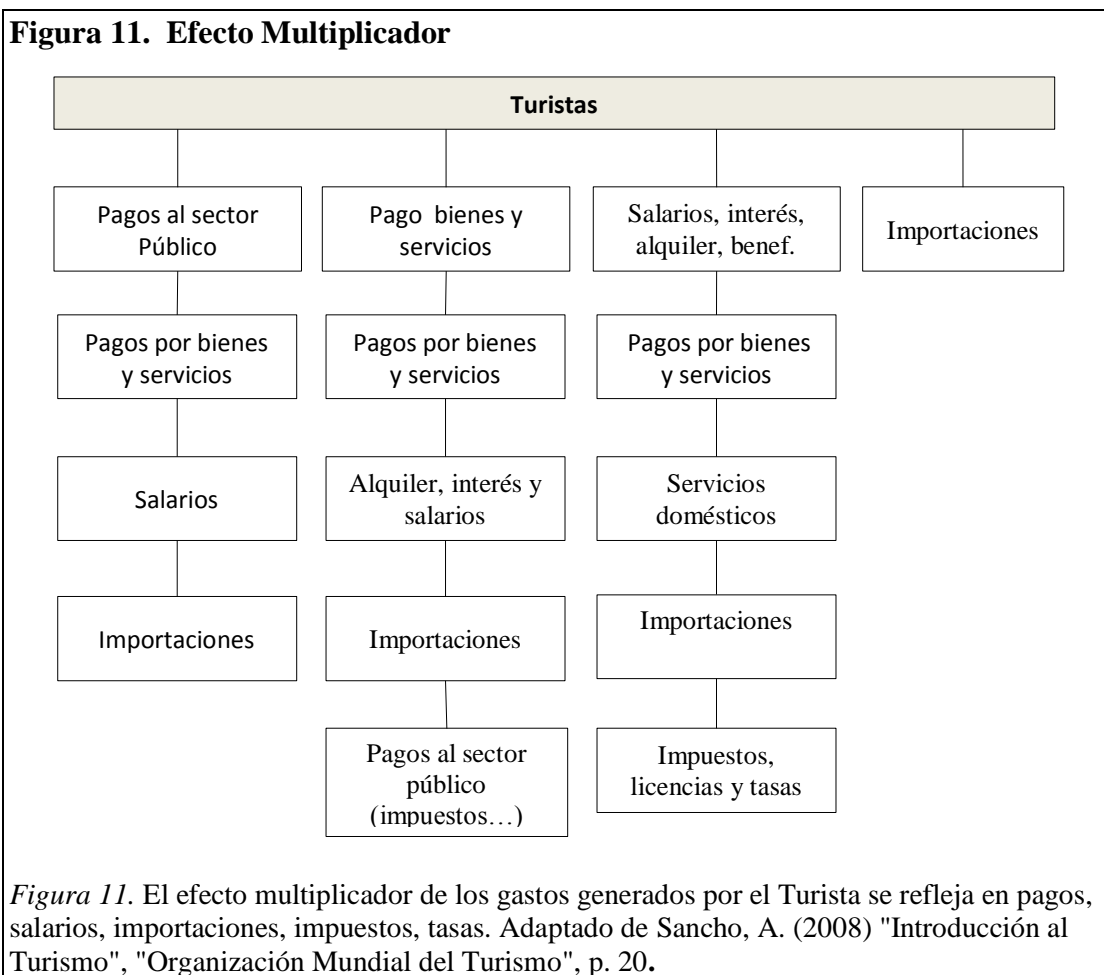 Figura 11. Efecto Multiplicador
Turistas
Pagos al sector
Público
Pago bienes y
servicios
Salarios, interés,
alquiler, benef.
Importaciones
Pagos por bienes
y servicios
Pagos por bienes
y servicios
Pagos por bienes
y servicios
Salarios
Alquiler, interés y
salarios
Servicios
domésticos
Importaciones
Importaciones
Importaciones
Pagos al sector
público
(impuestos…)
Impuestos,
licencias y tasas
Figura 11. El efecto multiplicador de los gastos generados por el Turista se refleja en pagos,
salarios, importaciones, impuestos, tasas. Adaptado de Sancho, A. (2008) "Introducción al
Turismo", "Organización Mundial del Turismo", p. 20.